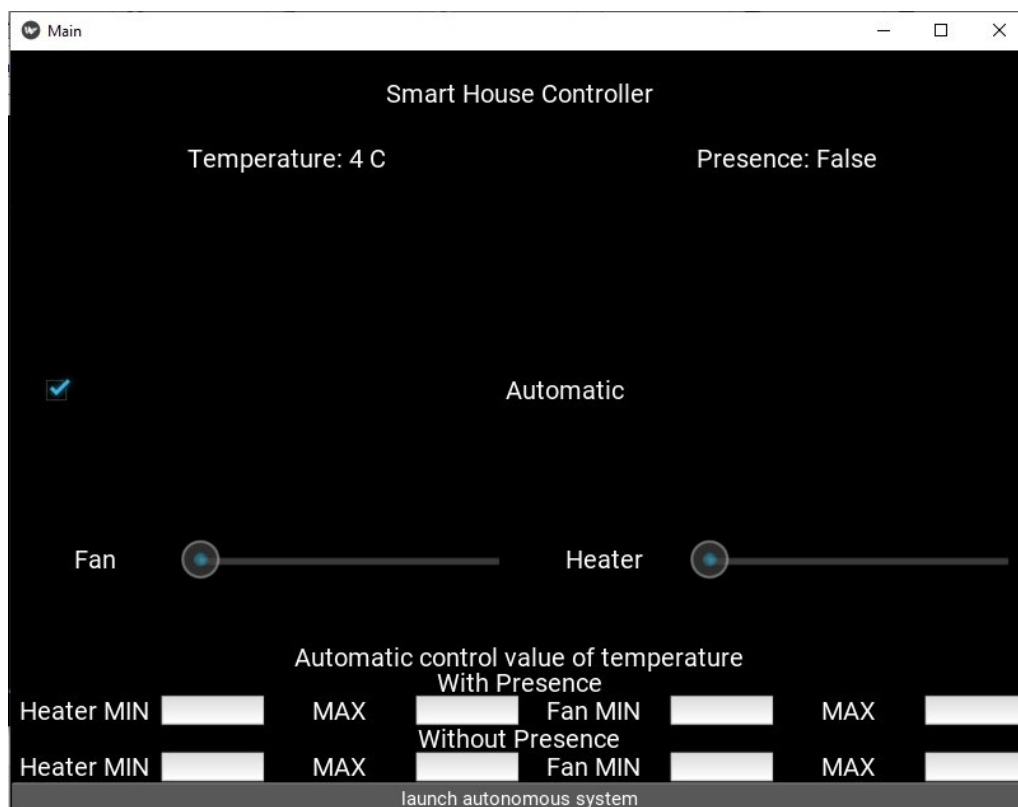 Main
Smart House Controller
Temperature: 4 C Presence: False
Automatic
Fan Heater
Automatic control value of temperature
With Presence
Heater MIN MAX Fan MIN MAX
Without Presence
Heater MIN MAX Fan MIN MAX
launch autonomous system